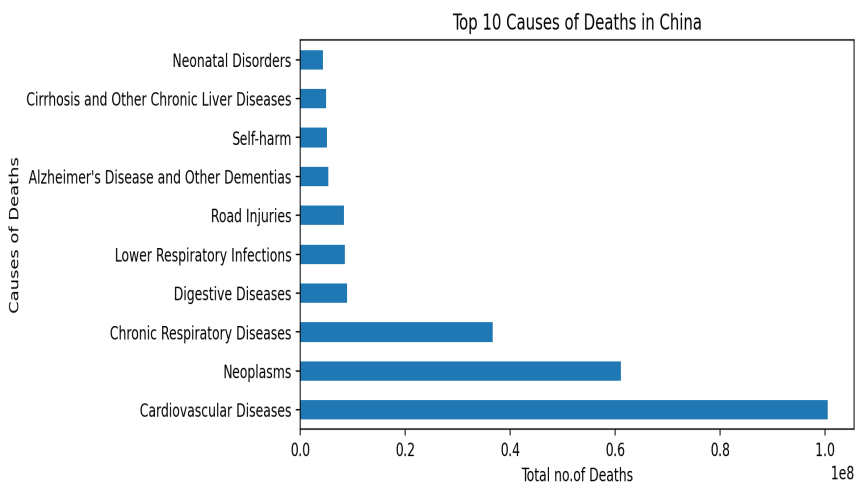 Top 10 Causes of Deaths in China
Causes of Deaths
Neonatal Disorders
Cirrhosis and Other Chronic Liver Diseases
Self-harm
Alzheimer's Disease and Other Dementias
Road Injuries
Lower Respiratory Infections
Digestive Diseases
Chronic Respiratory Diseases
Neoplasms
Cardiovascular Diseases
0.0 0.2 0.4 0.6 0.8 1.0
1e8
Total no.of Deaths